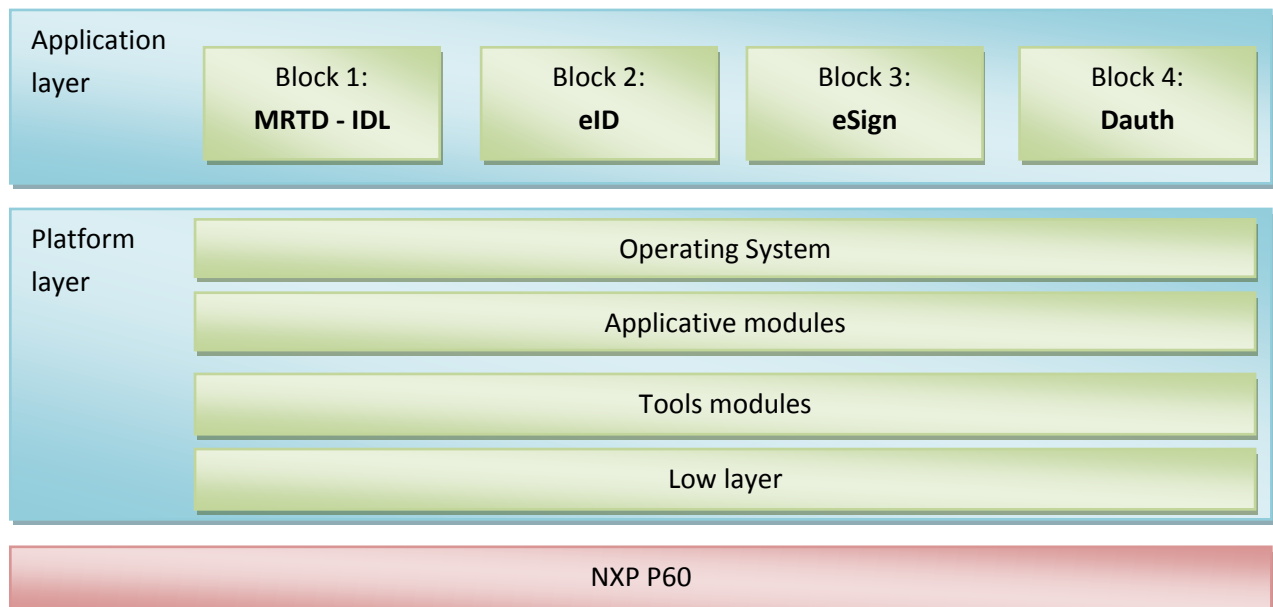 Application
layer
Block 1:
MRTD - IDL
Block 2:
eID
Block 3:
eSign
Block 4:
Dauth
Platform
layer
Operating System
Applicative modules
Tools modules
Low layer
NXP P60